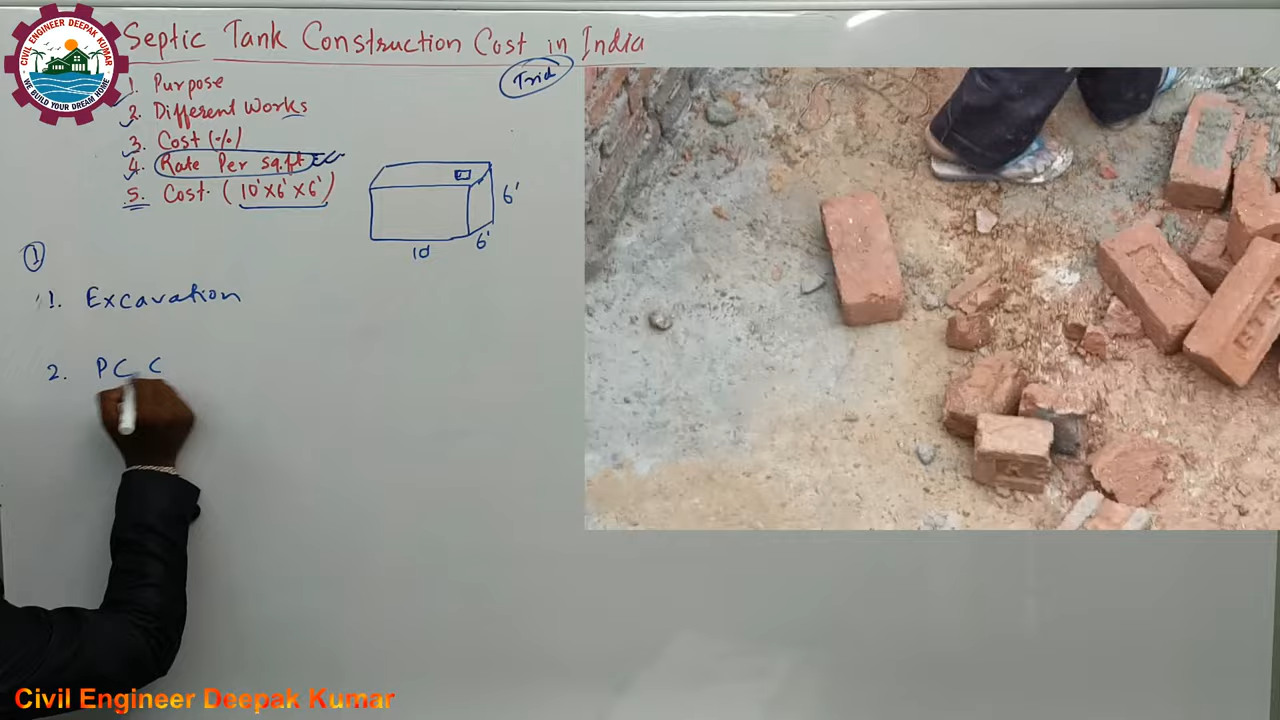 CIVIL ENGINEER DEEPAK KUMAR
WE BUILD YOUR DREAM HOME
Septic Tank Construction Cost in India
1. Purpose
2. Different Works
3. Cost (%)
4. Rate Per sq.ft
5. Cost (10'x6'x6')
10
6'
6'
①
1. Excavation
2. PCC
Civil Engineer Deepak Kumar